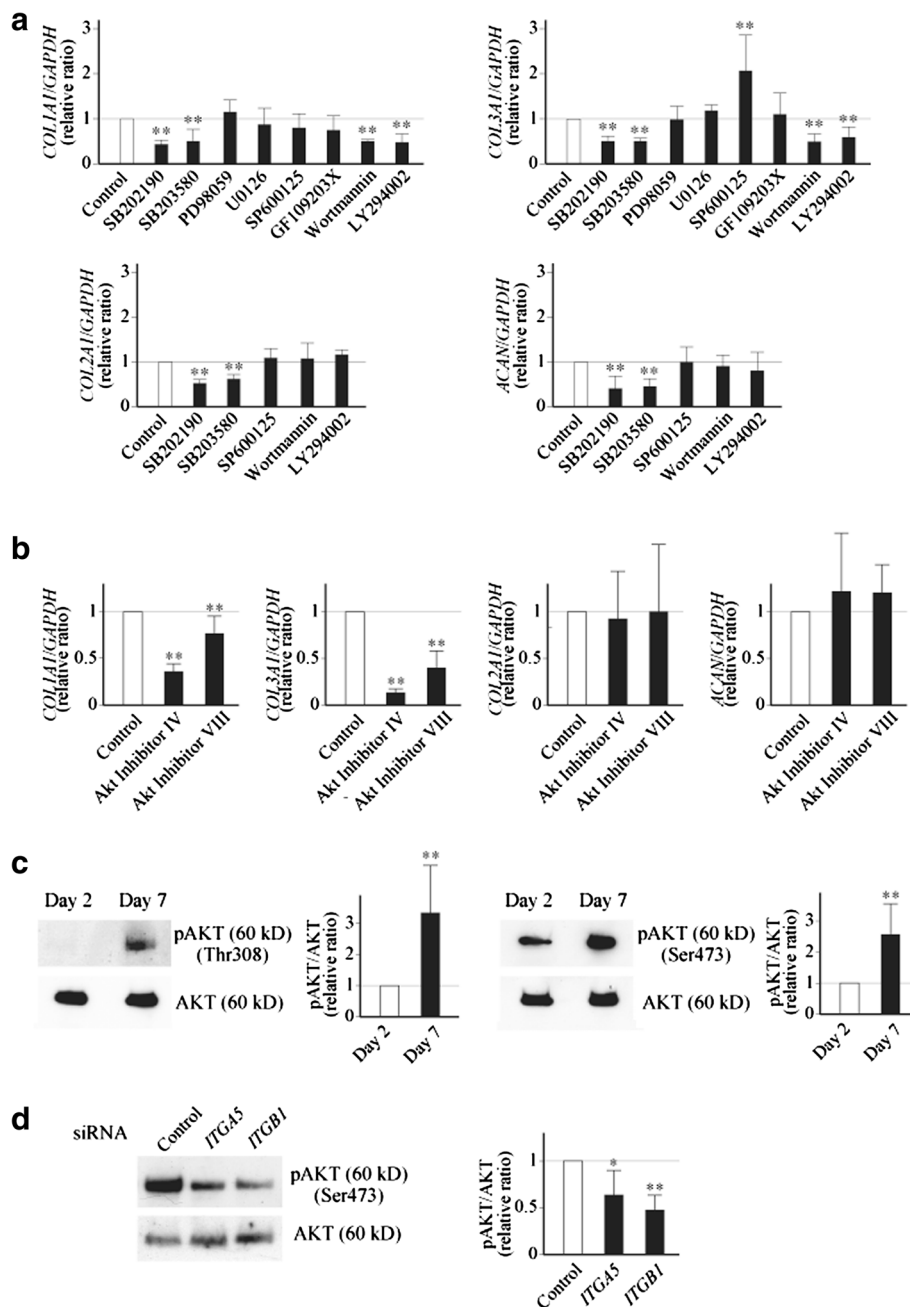 a
COL1A1/GAPDH
(relative ratio)
3
2
1
0
**
**
**
**
Control
SB202190
SB203580
PD98059
U0126
SP600125
GF109203X
Wortmannin
LY294002
COL3A1/GAPDH
(relative ratio)
3
2
1
0
**
**
**
**
**
Control
SB202190
SB203580
PD98059
U0126
SP600125
GF109203X
Wortmannin
LY294002
COL2A1/GAPDH
(relative ratio)
3
2
1
0
**
**
Control
SB202190
SB203580
SP600125
Wortmannin
LY294002
ACAN/GAPDH
(relative ratio)
3
2
1
0
**
**
Control
SB202190
SB203580
SP600125
Wortmannin
LY294002
b
COL1A1/GAPDH
(relative ratio)
1
0.5
0
**
**
Control
Akt Inhibitor IV
Akt Inhibitor VIII
COL3A1/GAPDH
(relative ratio)
1
0.5
0
**
**
Control
Akt Inhibitor IV
Akt Inhibitor VIII
COL2A1/GAPDH
(relative ratio)
1
0.5
0
Control
Akt Inhibitor IV
Akt Inhibitor VIII
ACAN/GAPDH
(relative ratio)
1
0.5
0
Control
Akt Inhibitor IV
Akt Inhibitor VIII
c
Day 2 Day 7
pAKT (60 kD)
(Thr308)
AKT (60 kD)
pAKT/AKT
(relative ratio)
3
2
1
0
**
Day 2
Day 7
Day 2 Day 7
pAKT (60 kD)
(Ser473)
AKT (60 kD)
pAKT/AKT
(relative ratio)
3
2
1
0
**
Day 2
Day 7
d
siRNA
Control
ITGA5
ITGB1
pAKT (60 kD)
(Ser473)
AKT (60 kD)
pAKT/AKT
(relative ratio)
1
0.5
0
*
**
Control
ITGA5
ITGB1